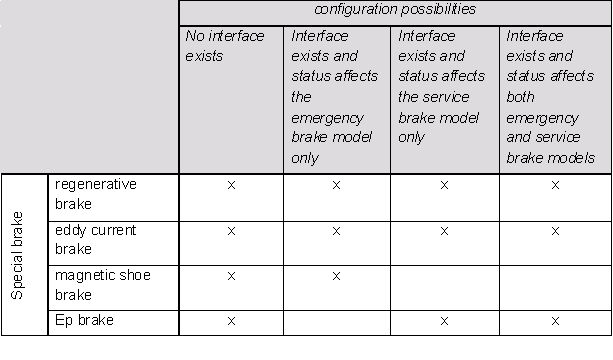 configuration possibilities
No interface
exists
Interface
exists and
status affects
the
emergency
brake model
only
Interface
exists and
status affects
the service
brake model
only
Interface
exists and
status affects
both
emergency
and service
brake models
Special brake
regenerative
brake
x x x x
eddy current
brake
x x x x
magnetic shoe
brake
x x
Ep brake
x x x